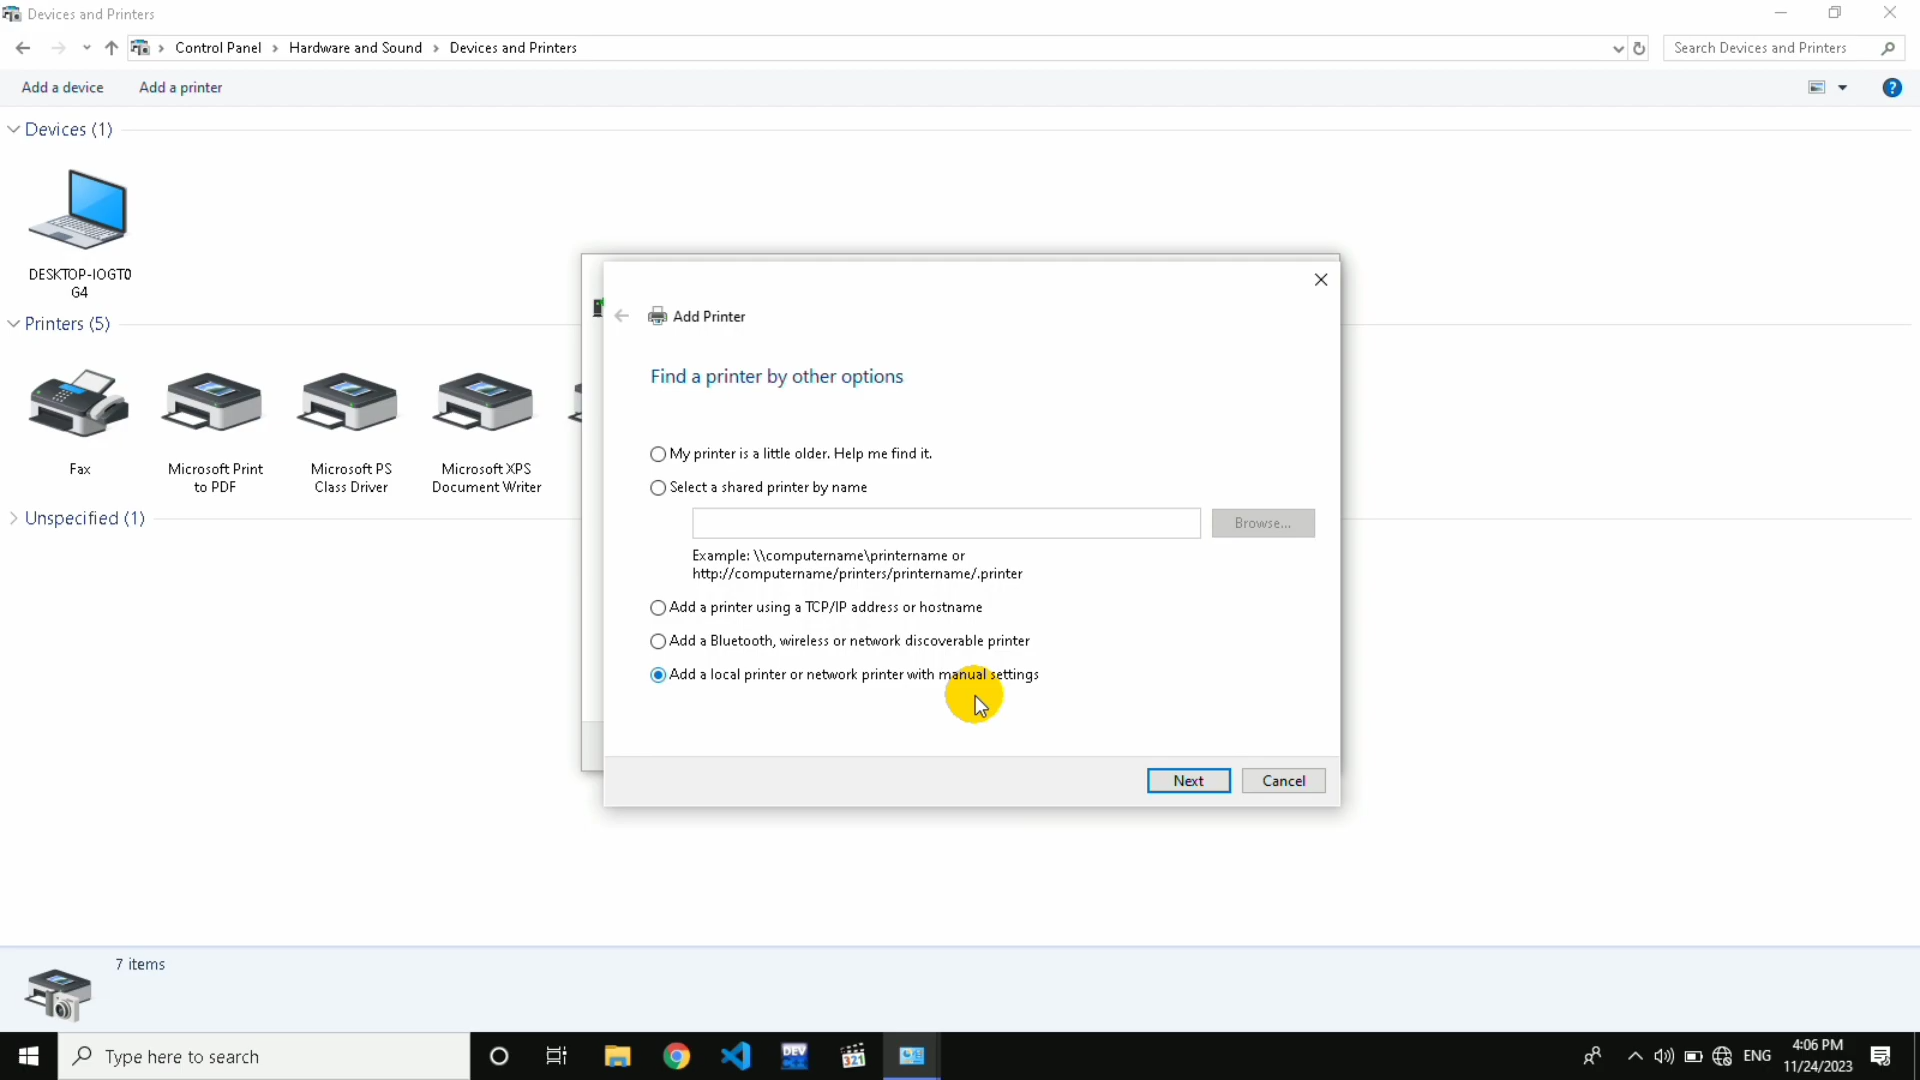 Devices and Printers
Control Panel > Hardware and Sound > Devices and Printers
Search Devices and Printers
Add a device
Add a printer
?
Devices (1)
DESKTOP-IOGT0
G4
Printers (5)
Fax
Microsoft Print
to PDF
Microsoft PS
Class Driver
Microsoft XPS
Document Writer
Unspecified (1)
Add Printer
Find a printer by other options
My printer is a little older. Help me find it.
Select a shared printer by name
Browse...
Example: \\computername\printername or
http://computername/printers/printername/.printer
Add a printer using a TCP/IP address or hostname
Add a Bluetooth, wireless or network discoverable printer
Add a local printer or network printer with manual settings
Next
Cancel
7 items
Type here to search
DEV
321
ENG
4:06 PM
11/24/2023